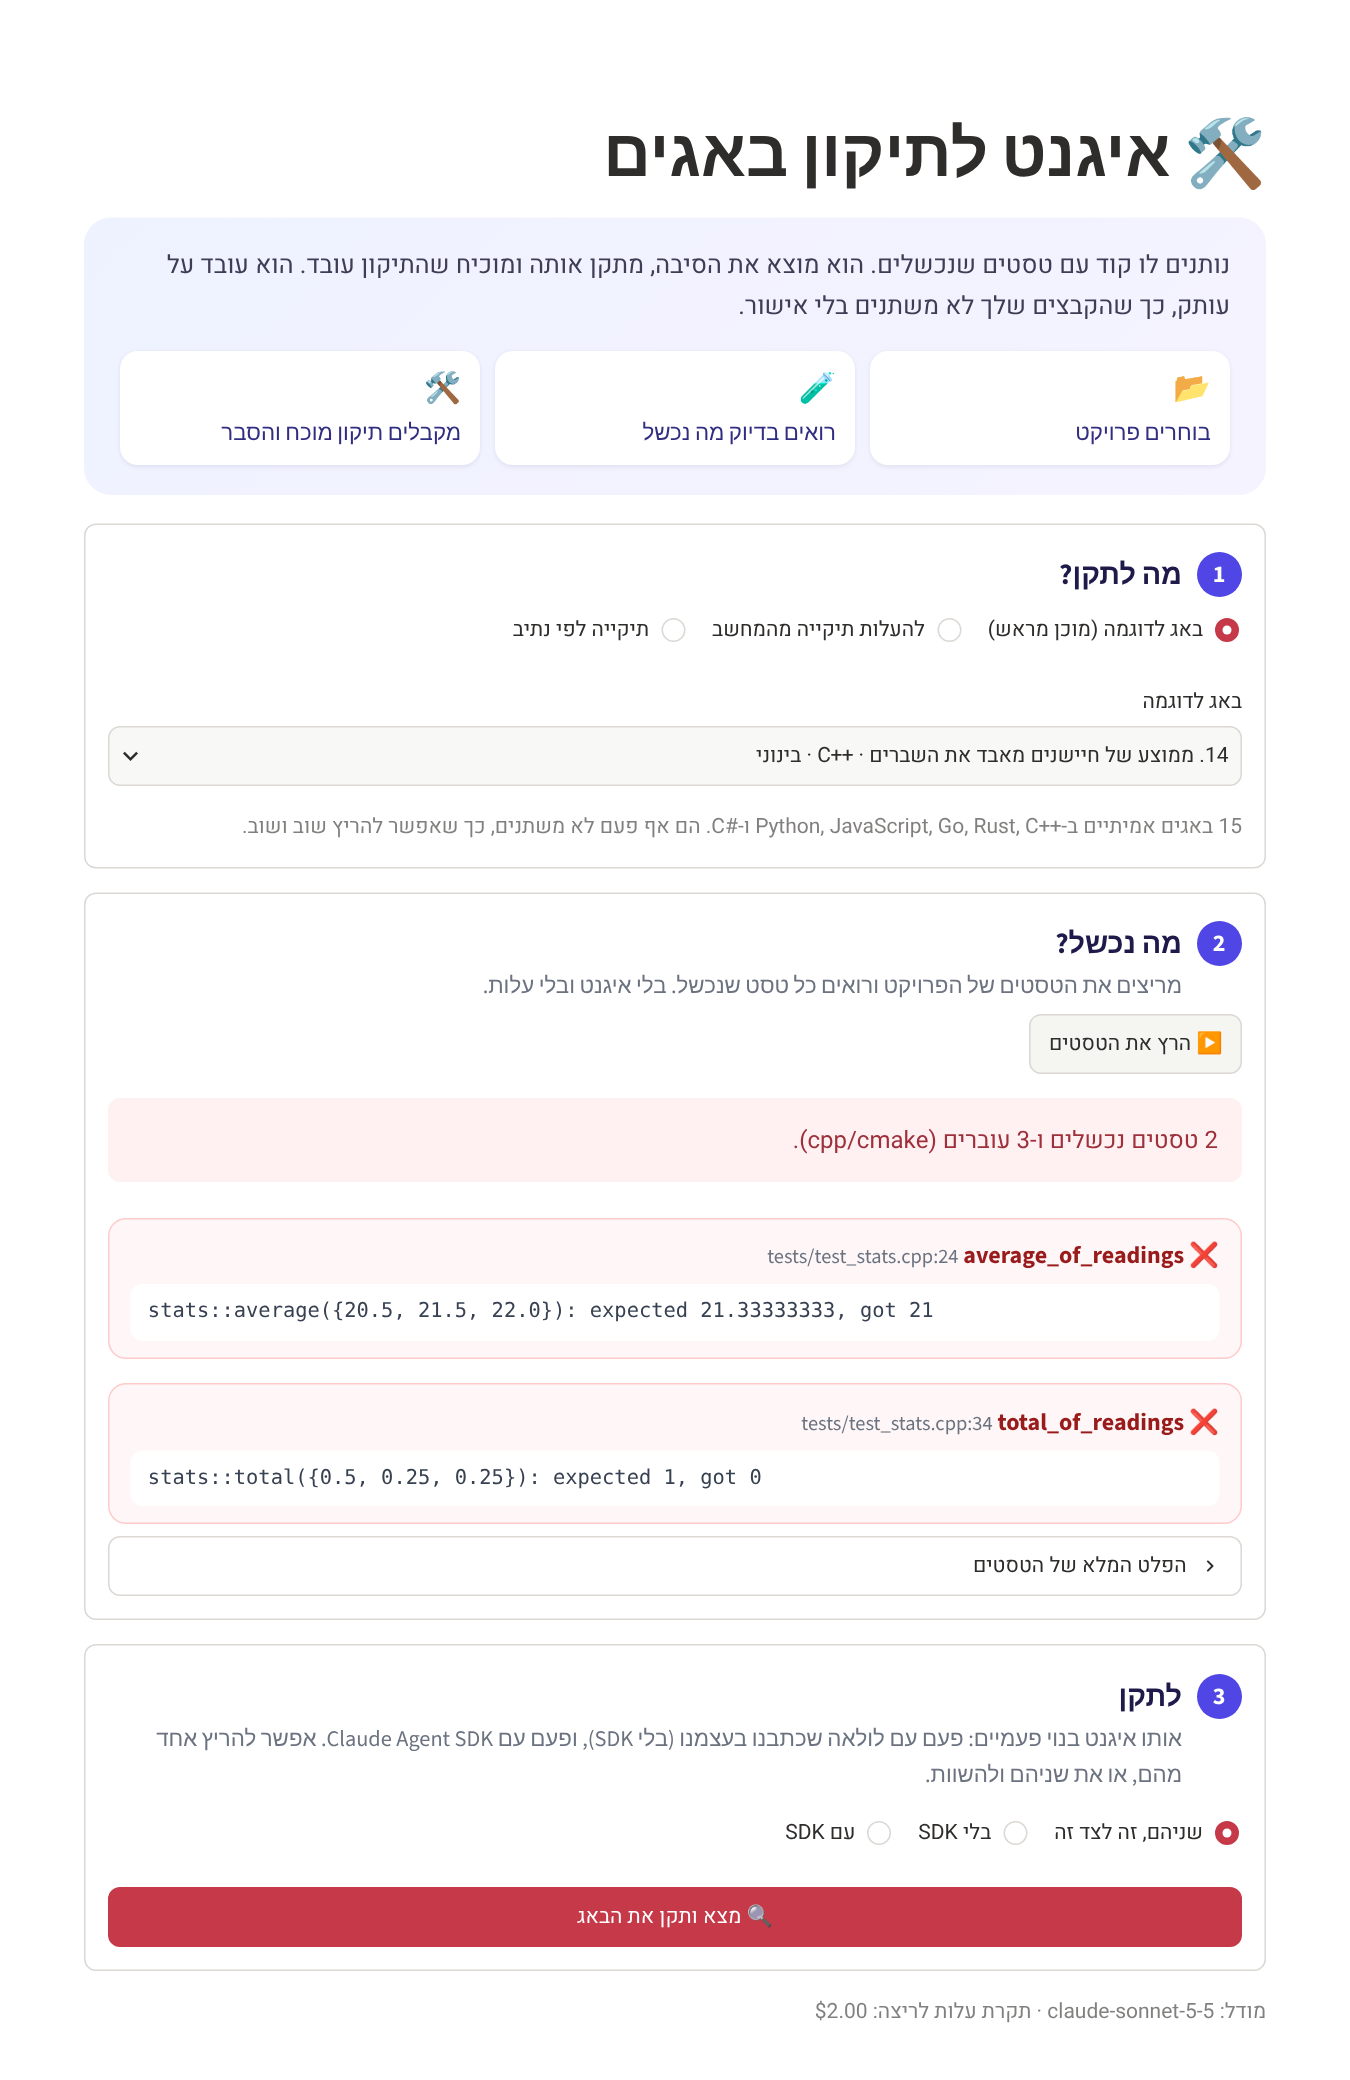 🛠️ איגנט לתיקון באגים
נותנים לו קוד עם טסטים שנכשלים. הוא מוצא את הסיבה, מתקן אותה ומוכיח שהתיקון עובד. הוא עובד על
עותק, כך שהקבצים שלך לא משתנים בלי אישור.
📂
בוחרים פרויקט
🧪
רואים בדיוק מה נכשל
🛠️
מקבלים תיקון מוכח והסבר
1 מה לתקן?
באג לדוגמה (מוכן מראש)
להעלות תיקייה מהמחשב
תיקייה לפי נתיב
באג לדוגמה
14. ממוצע של חיישנים מאבד את השברים · C++ · בינוני
15 באגים אמיתיים ב-Python, JavaScript, Go, Rust, C++ ו-C#. הם אף פעם לא משתנים, כך שאפשר להריץ שוב ושוב.
2 מה נכשל?
מריצים את הטסטים של הפרויקט ורואים כל טסט שנכשל. בלי איגנט ובלי עלות.
▶️ הרץ את הטסטים
2 טסטים נכשלים ו-3 עוברים (cpp/cmake).
❌ average_of_readings tests/test_stats.cpp:24
stats::average({20.5, 21.5, 22.0}): expected 21.33333333, got 21
❌ total_of_readings tests/test_stats.cpp:34
stats::total({0.5, 0.25, 0.25}): expected 1, got 0
הפלט המלא של הטסטים
3 לתקן
אותו איגנט בנוי פעמיים: פעם עם לולאה שכתבנו בעצמנו (בלי SDK), ופעם עם Claude Agent SDK. אפשר להריץ אחד
מהם, או את שניהם ולהשוות.
שניהם, זה לצד זה
בלי SDK
עם SDK
🔍 מצא ותקן את הבאג
מודל: claude-sonnet-5-5 · תקרת עלות לריצה: $2.00